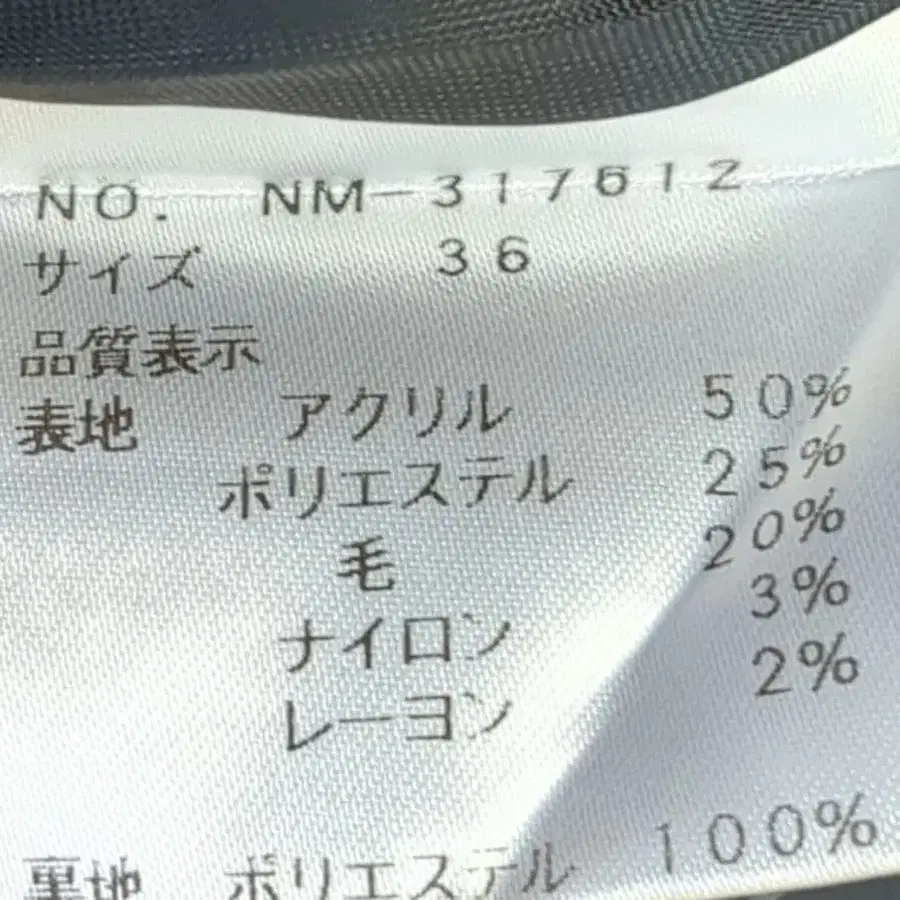 NO. NM-317612
サイズ 36
品質表示
表地 アクリル 50%
ポリエステル 25%
毛 20%
ナイロン 3%
レーヨン 2%
裏地 ポリエステル 100%